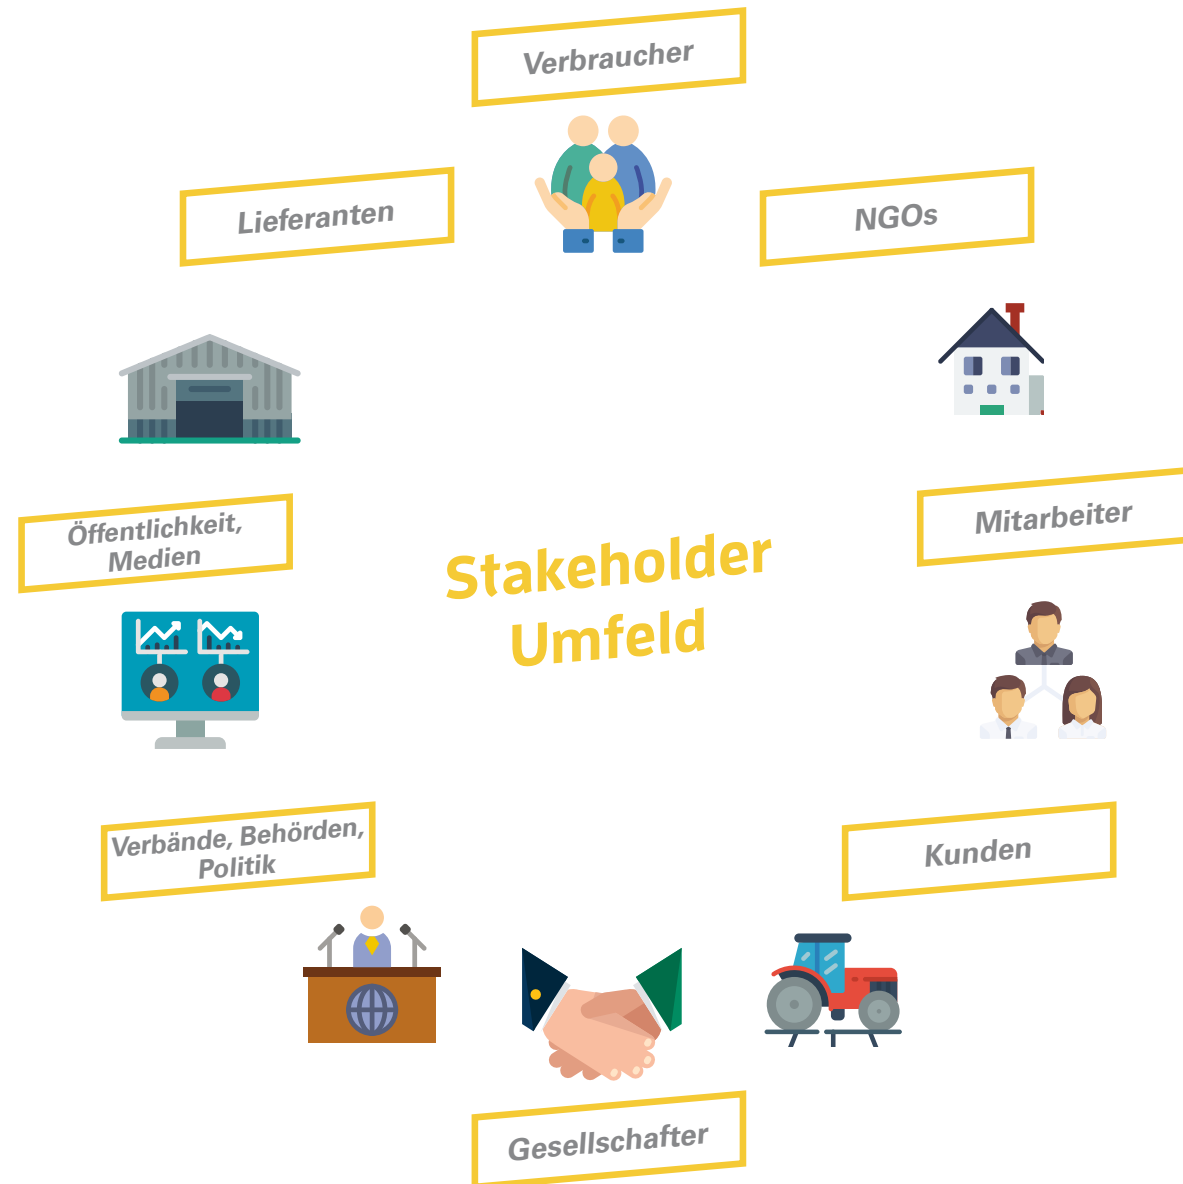 Verbraucher
Lieferanten
NGOs
Öffentlichkeit,
Medien
Stakeholder
Umfeld
Mitarbeiter
Verbände, Behörden,
Politik
Kunden
Gesellschafter